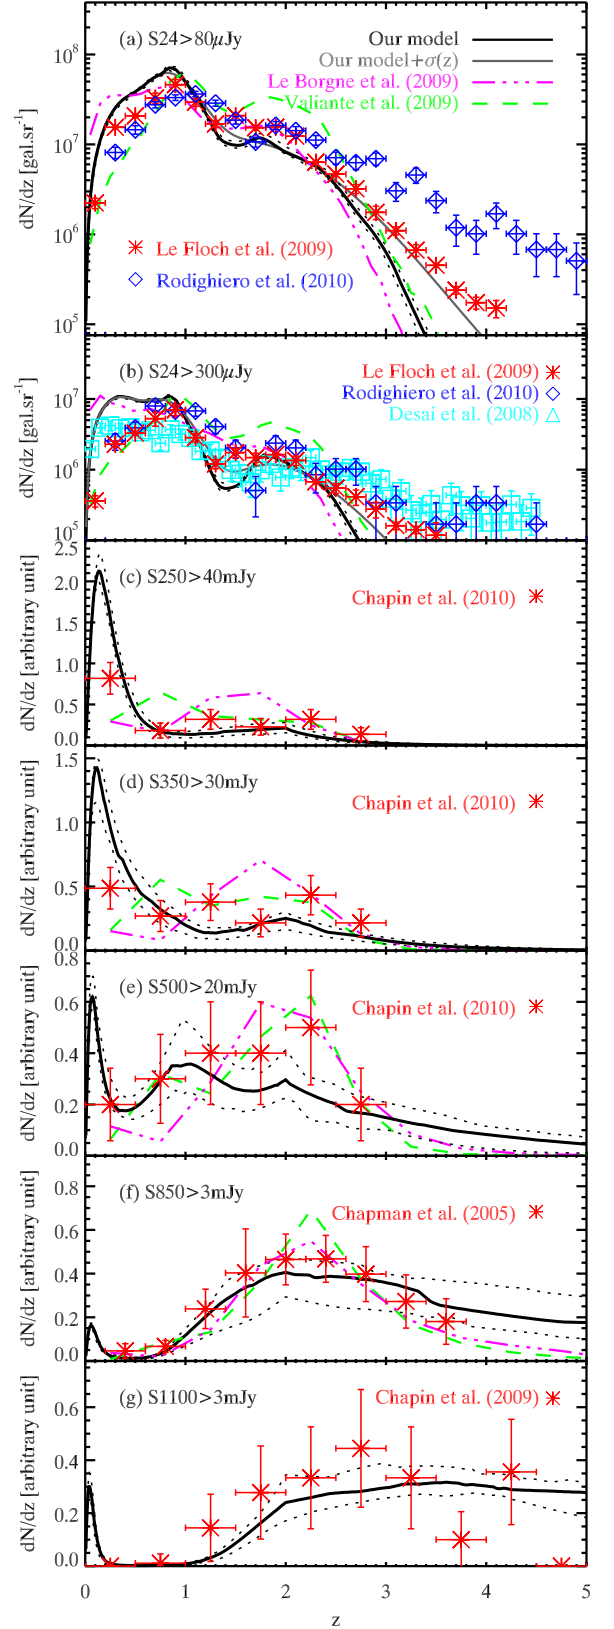 (a) S24>80μJy
Our model
Our model+σ(z)
Le Borgne et al. (2009)
Valiante et al. (2009)
Le Floch et al. (2009)
Rodighiero et al. (2010)
dN/dz [gal.sr⁻¹]
10⁸
10⁷
10⁶
10⁵
(b) S24>300μJy
Le Floch et al. (2009)
Rodighiero et al. (2010)
Desai et al. (2008)
dN/dz [gal.sr⁻¹]
10⁷
10⁶
10⁵
(c) S250>40mJy
Chapin et al. (2010)
dN/dz [arbitrary unit]
2.5
2.0
1.5
1.0
0.5
0.0
(d) S350>30mJy
Chapin et al. (2010)
dN/dz [arbitrary unit]
1.5
1.0
0.5
0.0
(e) S500>20mJy
Chapin et al. (2010)
dN/dz [arbitrary unit]
0.8
0.6
0.4
0.2
0.0
(f) S850>3mJy
Chapman et al. (2005)
dN/dz [arbitrary unit]
0.8
0.6
0.4
0.2
0.0
(g) S1100>3mJy
Chapin et al. (2009)
dN/dz [arbitrary unit]
0.6
0.4
0.2
0.0
0 1 2 3 4 5
z